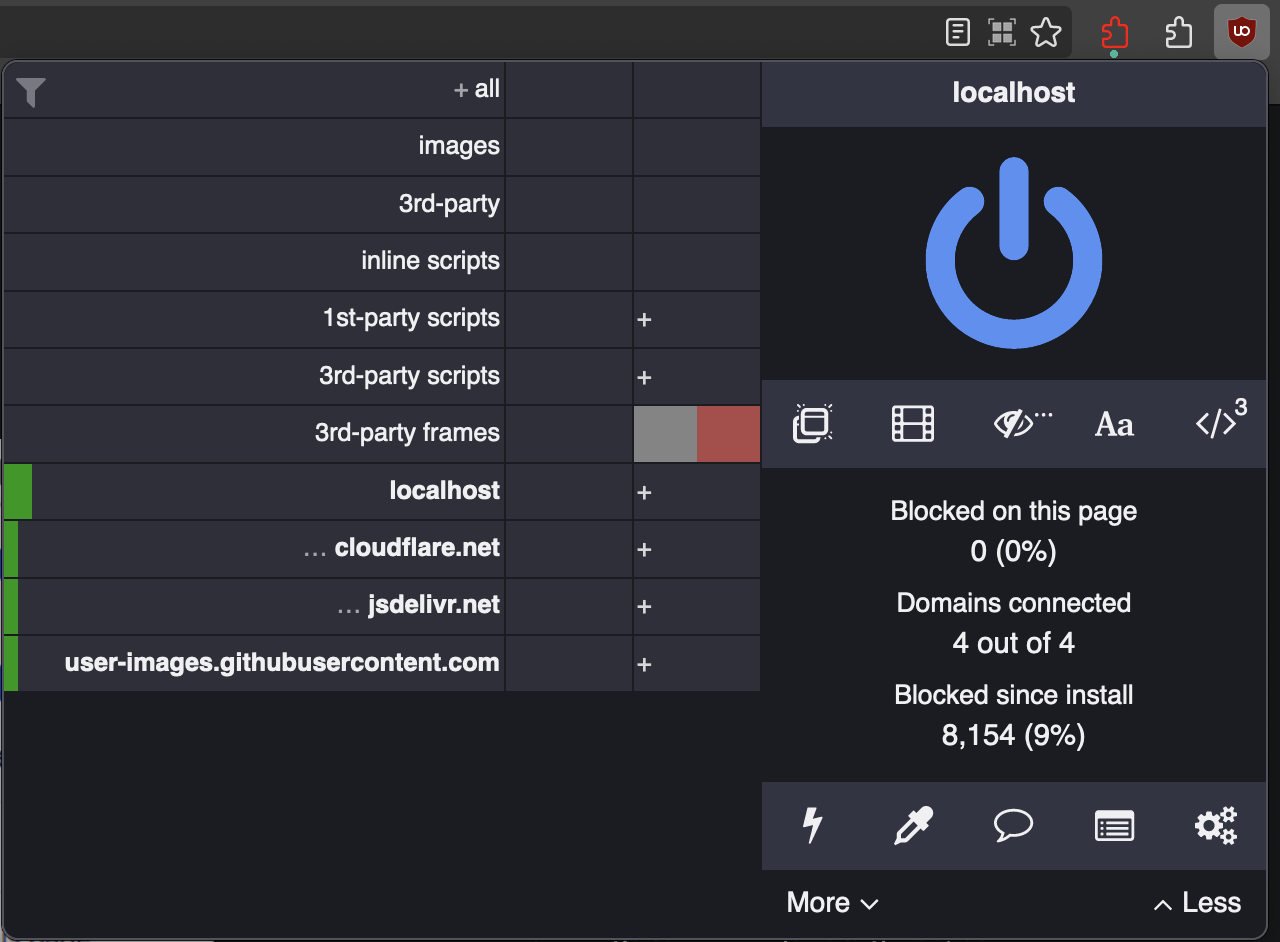 uD
+ all
images
3rd-party
inline scripts
1st-party scripts +
3rd-party scripts +
3rd-party frames
localhost +
… cloudflare.net +
… jsdelivr.net +
user-images.githubusercontent.com +
localhost
Aa </> 3
Blocked on this page
0 (0%)
Domains connected
4 out of 4
Blocked since install
8,154 (9%)
More
Less